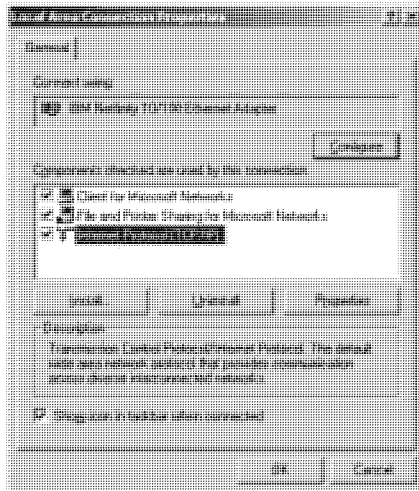 Local Area Connection Properties
General
Connect using:
IBM Netfinity 10/100 Ethernet Adapter
Configure
Components checked are used by this connection:
Client for Microsoft Networks
File and Printer Sharing for Microsoft Networks
Internet Protocol (TCP/IP)
Install...
Uninstall
Properties
Description
Transmission Control Protocol/Internet Protocol. The default
wide area network protocol that provides communication
across diverse interconnected networks.
Show icon in taskbar when connected
OK
Cancel